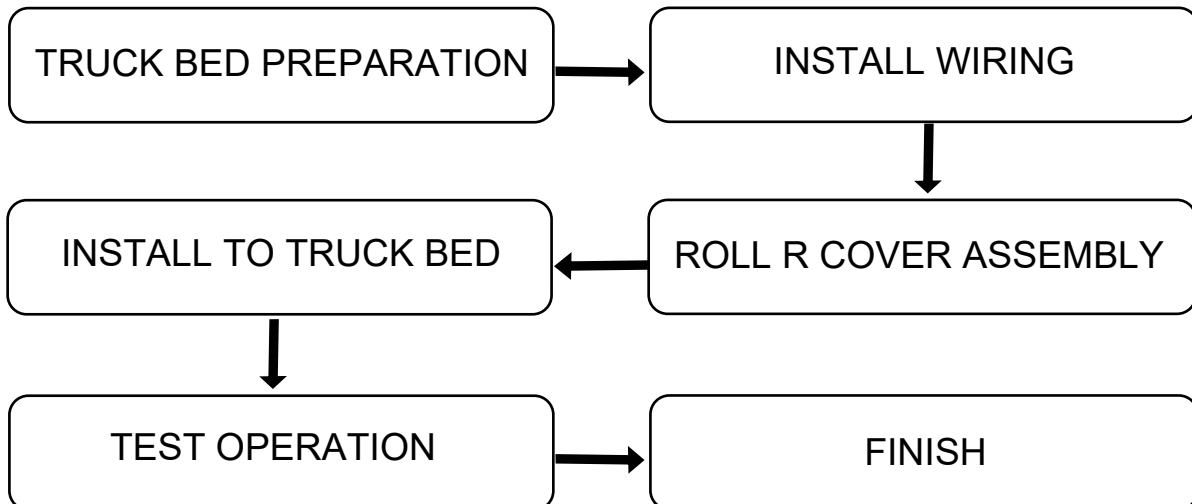 TRUCK BED PREPARATION
INSTALL WIRING
ROLL R COVER ASSEMBLY
INSTALL TO TRUCK BED
TEST OPERATION
FINISH